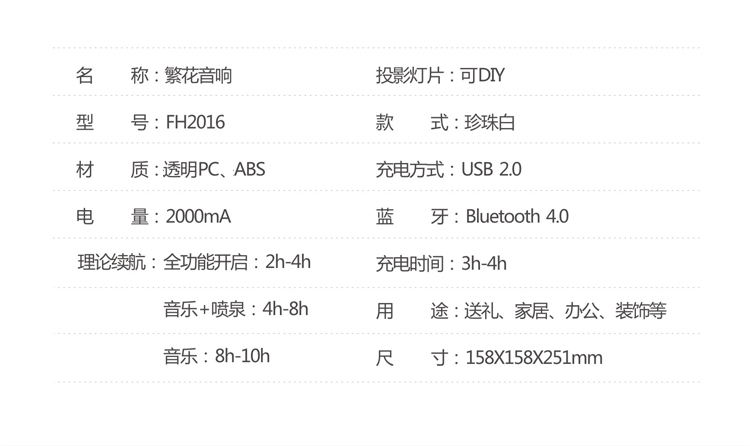 名 称：繁花音响 投影灯片：可DIY
型 号：FH2016 款 式：珍珠白
材 质：透明PC、ABS 充电方式：USB 2.0
电 量：2000mA 蓝 牙：Bluetooth 4.0
理论续航：全功能开启：2h-4h 充电时间：3h-4h
音乐+喷泉：4h-8h 用 途：送礼、家居、办公、装饰等
音乐：8h-10h 尺 寸：158X158X251mm